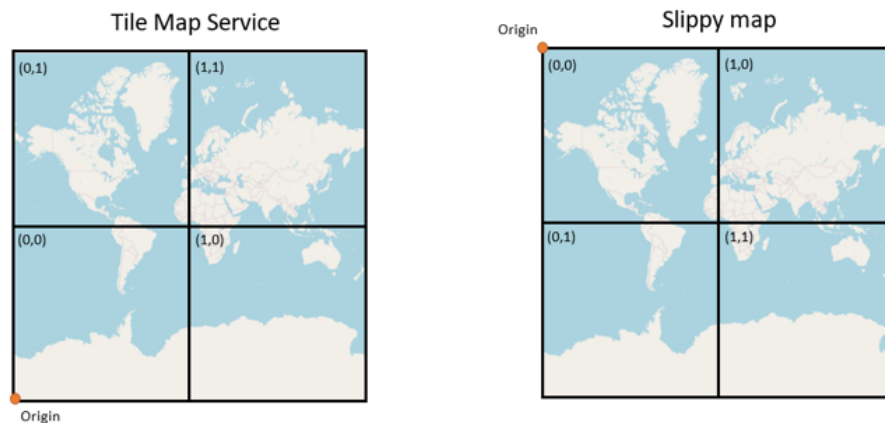 Tile Map Service
(0,1)
(1,1)
(0,0)
(1,0)
Origin
Slippy map
Origin
(0,0)
(1,0)
(0,1)
(1,1)